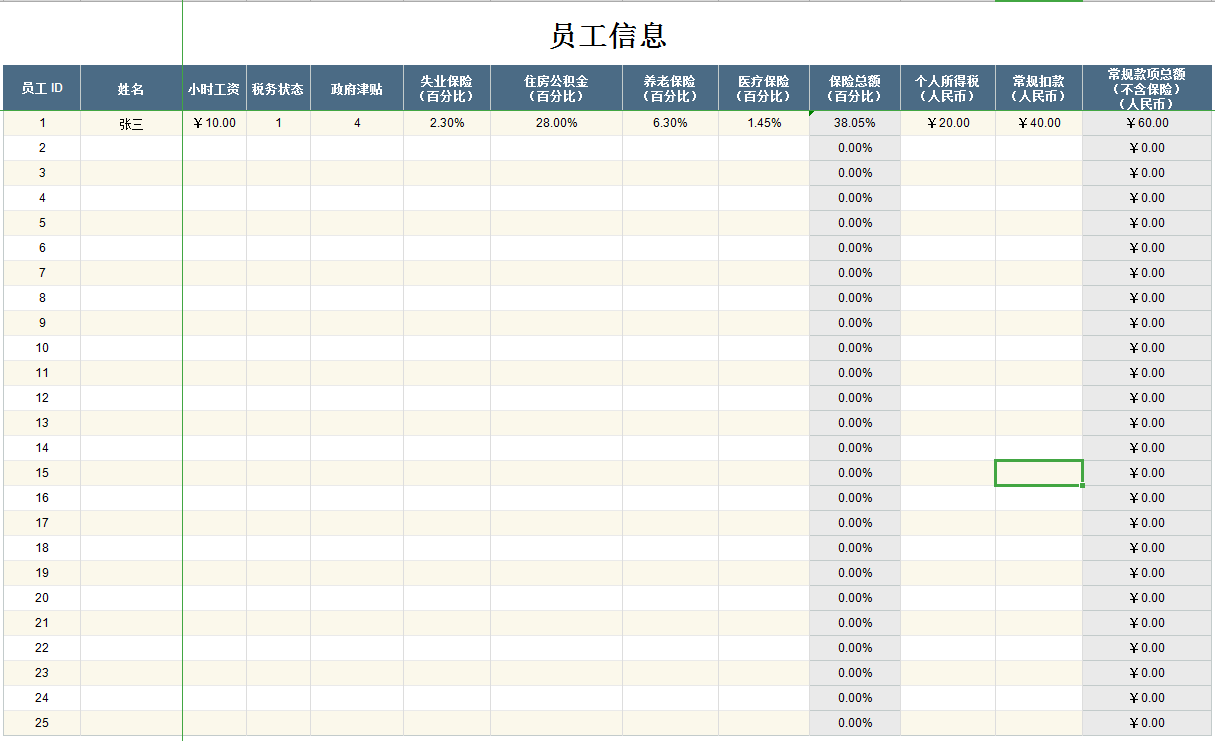 员工信息
员工 ID 姓名 小时工资 税务状态 政府津贴 失业保险 住房公积金 养老保险 医疗保险 保险总额 个人所得税 常规扣款 常规款项总额
(百分比) (百分比) (百分比) (百分比) (百分比) (人民币) (人民币) (不含保险)
(人民币)
1 张三 ¥10.00 1 4 2.30% 28.00% 6.30% 1.45% 38.05% ¥20.00 ¥40.00 ¥60.00
2 0.00% ¥0.00
3 0.00% ¥0.00
4 0.00% ¥0.00
5 0.00% ¥0.00
6 0.00% ¥0.00
7 0.00% ¥0.00
8 0.00% ¥0.00
9 0.00% ¥0.00
10 0.00% ¥0.00
11 0.00% ¥0.00
12 0.00% ¥0.00
13 0.00% ¥0.00
14 0.00% ¥0.00
15 0.00% ¥0.00
16 0.00% ¥0.00
17 0.00% ¥0.00
18 0.00% ¥0.00
19 0.00% ¥0.00
20 0.00% ¥0.00
21 0.00% ¥0.00
22 0.00% ¥0.00
23 0.00% ¥0.00
24 0.00% ¥0.00
25 0.00% ¥0.00